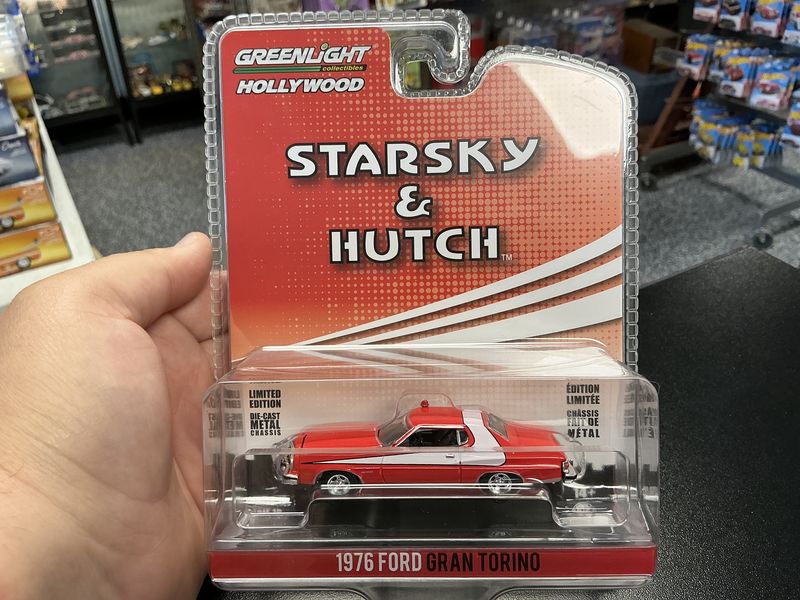 GREENLIGHT
collectibles
HOLLYWOOD
STARSKY
&
HUTCH™
LIMITED
EDITION
DIE-CAST
METAL
CHASSIS
ÉDITION
LIMITÉE
CHÂSSIS
FAIT DE
MÉTAL
1976 FORD GRAN TORINO